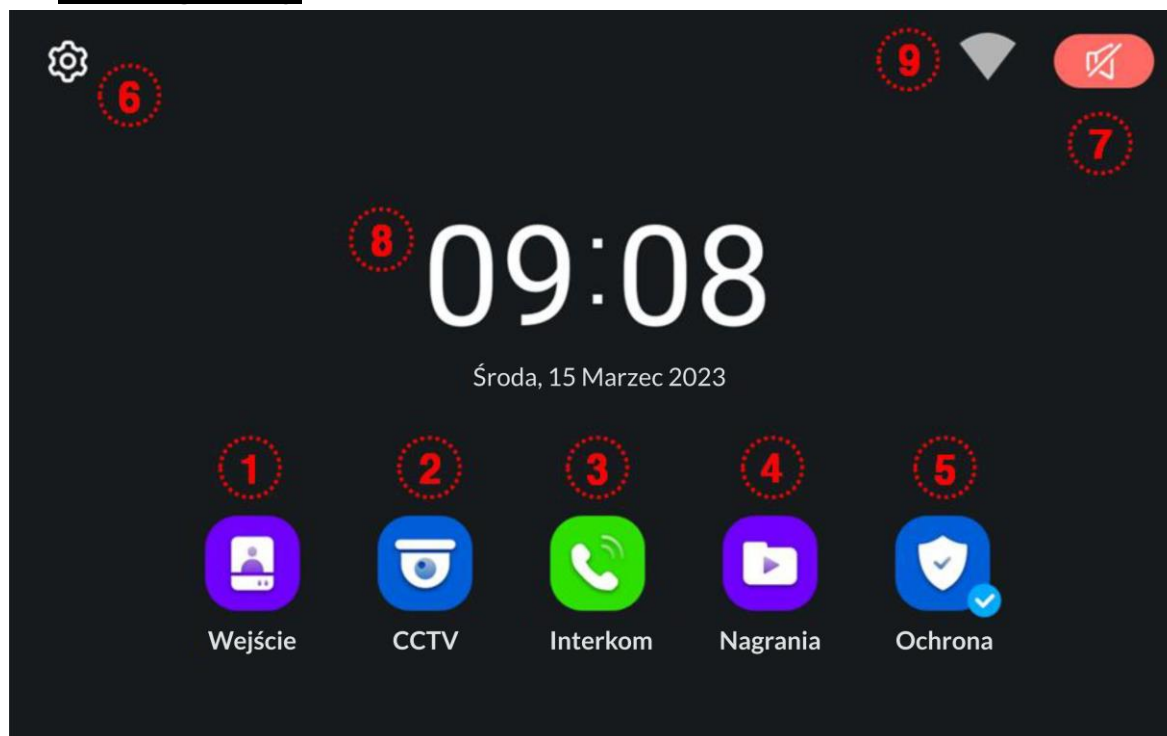 9
6
7
8
09:08
Środa, 15 Marzec 2023
1 2 3 4 5
Wejście CCTV Interkom Nagrania Ochrona